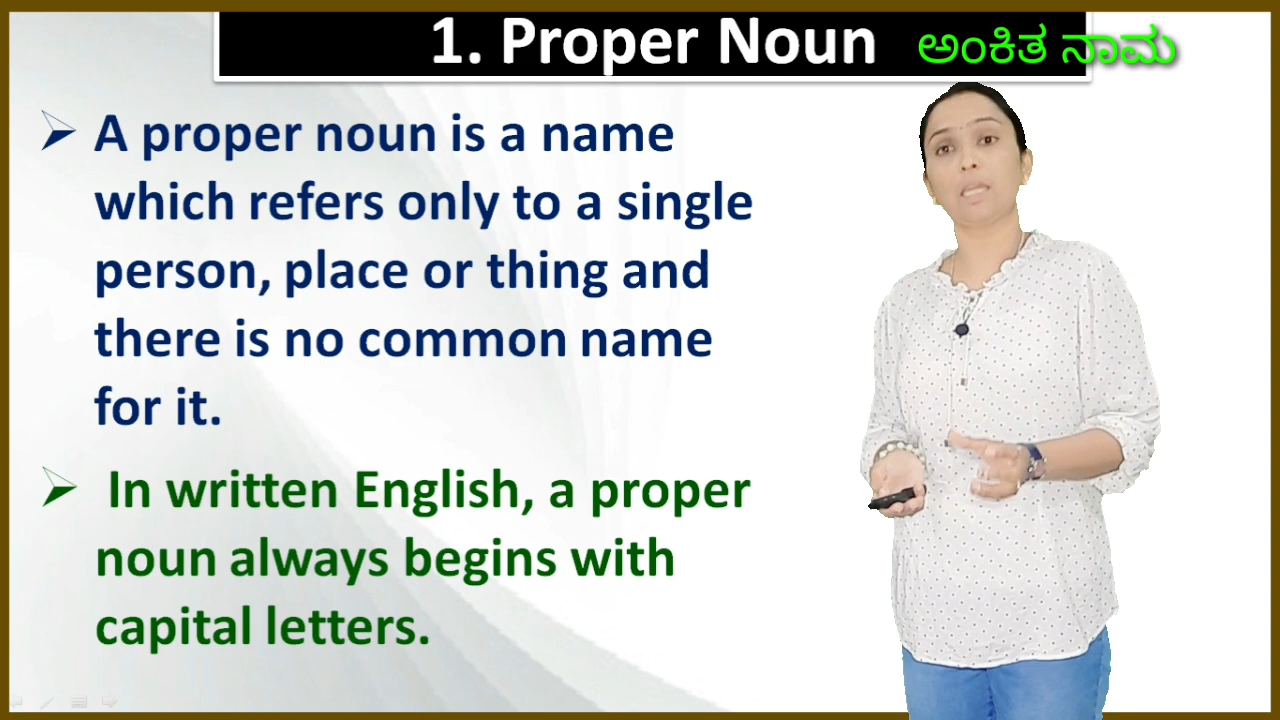 1. Proper Noun ಅಂಕಿತ ನಾಮ
➢ A proper noun is a name
which refers only to a single
person, place or thing and
there is no common name
for it.
➢ In written English, a proper
noun always begins with
capital letters.